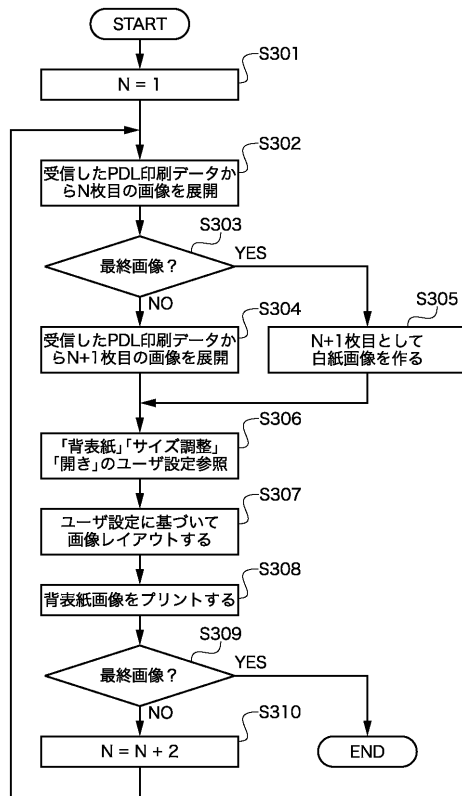 START
S301
N = 1
S302
受信したPDL印刷データか
らN枚目の画像を展開
S303
最終画像？
YES
NO
S304
受信したPDL印刷データか
らN+1枚目の画像を展開
S305
N+1枚目として
白紙画像を作る
S306
「背表紙」「サイズ調整」
「開き」のユーザ設定参照
S307
ユーザ設定に基づいて
画像レイアウトする
S308
背表紙画像をプリントする
S309
最終画像？
YES
NO
S310
N = N + 2
END